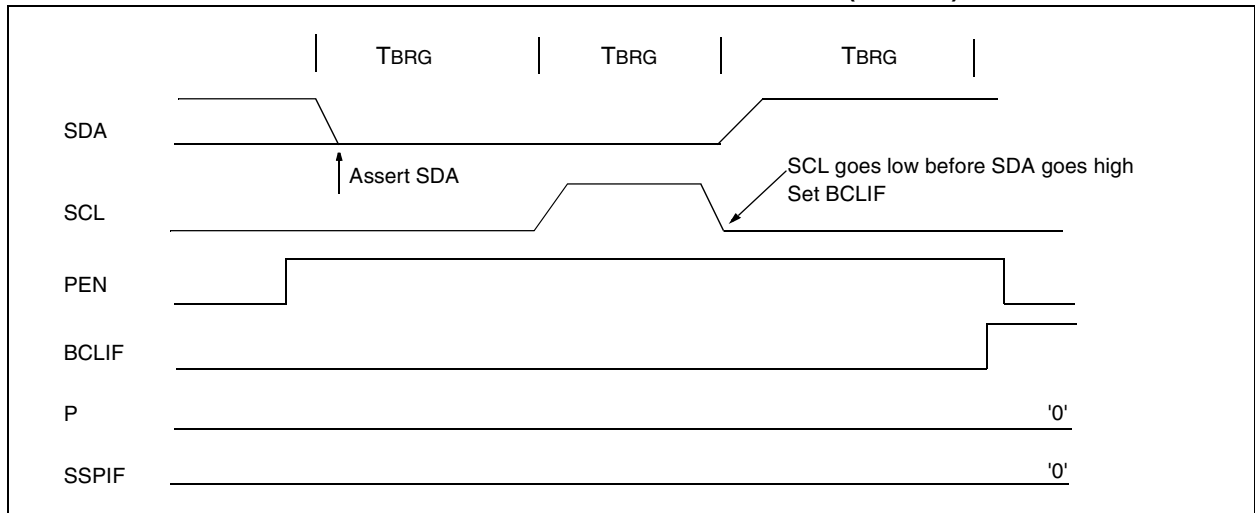 TBRG TBRG TBRG
SDA
Assert SDA
SCL goes low before SDA goes high
Set BCLIF
SCL
PEN
BCLIF
P '0'
SSPIF '0'